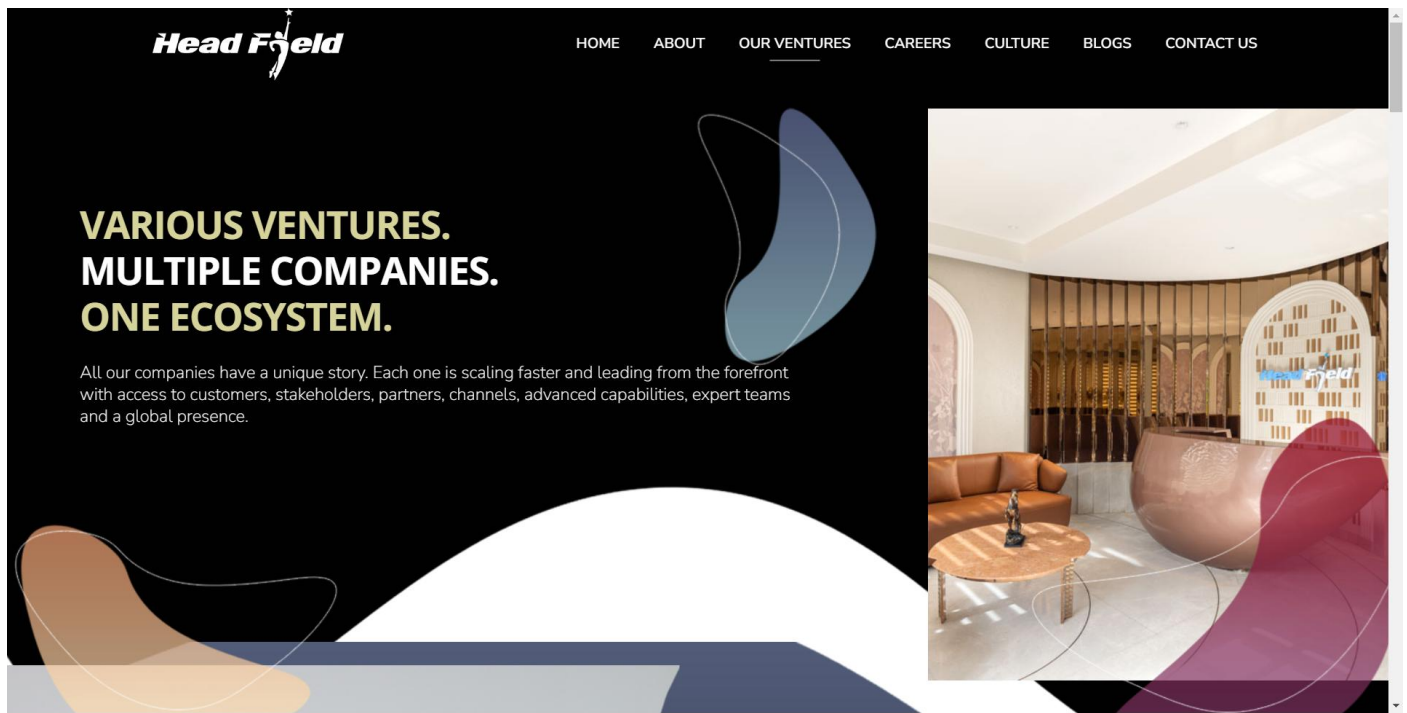 Head Field
HOME ABOUT OUR VENTURES CAREERS CULTURE BLOGS CONTACT US
VARIOUS VENTURES.
MULTIPLE COMPANIES.
ONE ECOSYSTEM.
All our companies have a unique story. Each one is scaling faster and leading from the forefront
with access to customers, stakeholders, partners, channels, advanced capabilities, expert teams
and a global presence.
Head Field